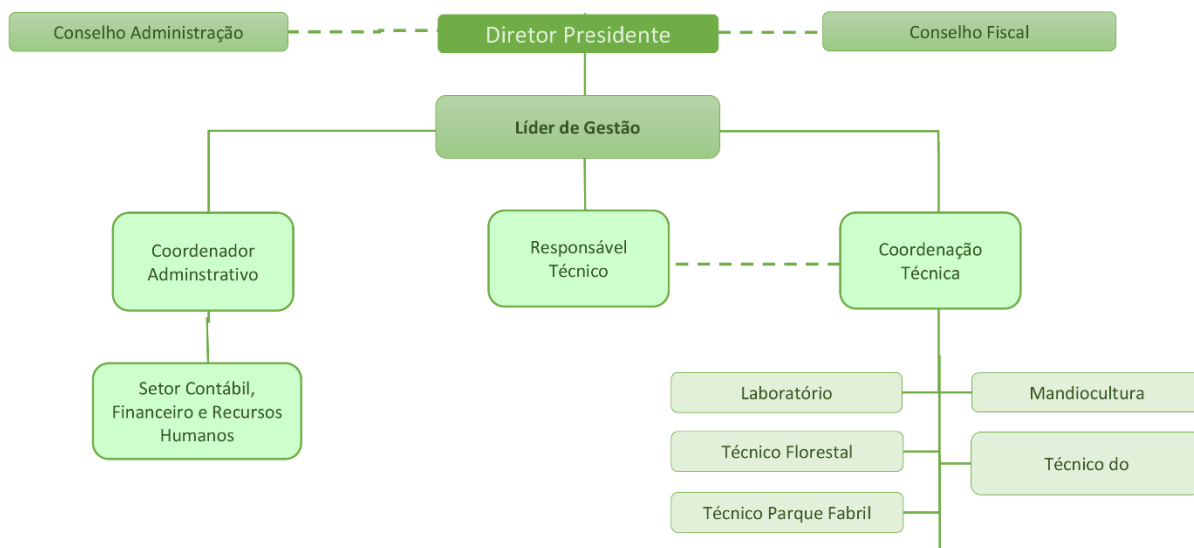 Conselho Administração
Diretor Presidente
Conselho Fiscal
Líder de Gestão
Coordenador
Adminstrativo
Responsável
Técnico
Coordenação
Técnica
Setor Contábil,
Financeiro e Recursos
Humanos
Laboratório
Mandiocultura
Técnico Florestal
Técnico do
Técnico Parque Fabril